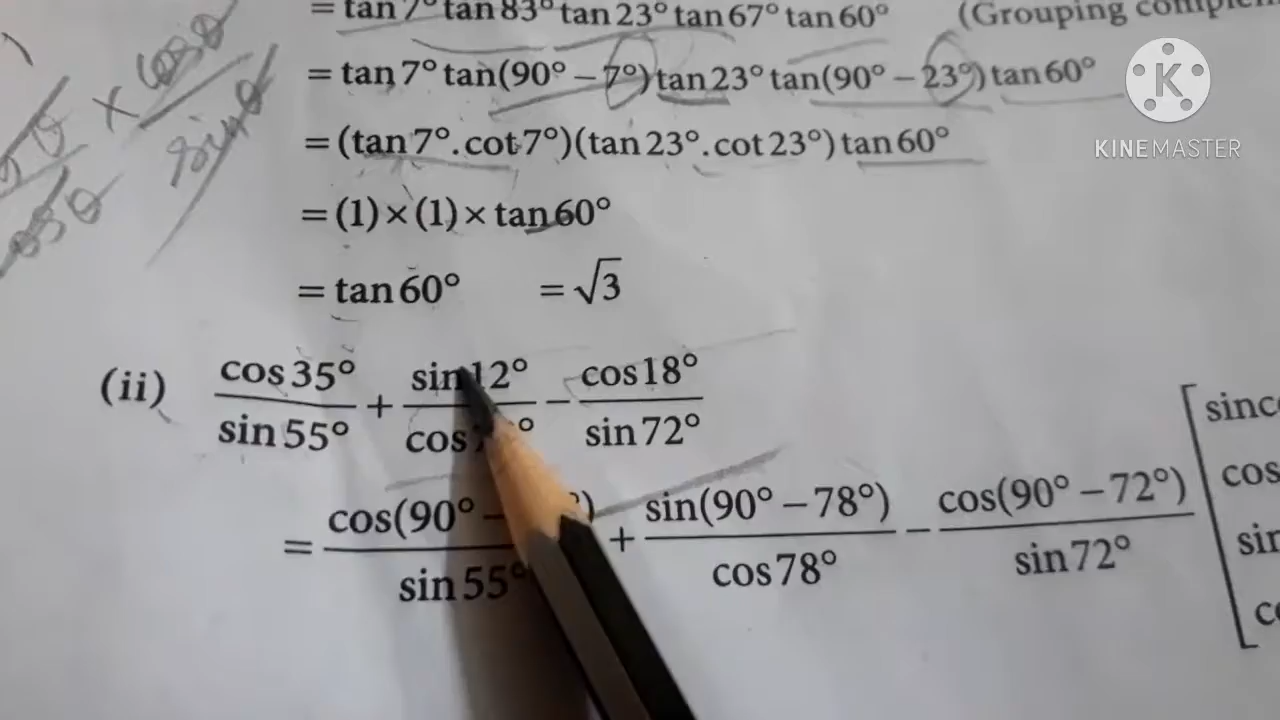 = tan 7° tan 83° tan 23° tan 67° tan 60° (Grouping
= tan 7° tan(90° – 7°) tan 23° tan(90° – 23°) tan 60°
= (tan 7°.cot 7°)(tan 23°.cot 23°) tan 60°
= (1) × (1) × tan 60°
= tan 60° = √3
(ii) cos 35°/sin 55° + sin 12°/cos – cos 18°/sin 72°
= cos(90° – /sin 55° + sin(90° – 78°)/cos 78° – cos(90° – 72°)/sin 72°
cosθ
× sinθ
K
KINEMASTER